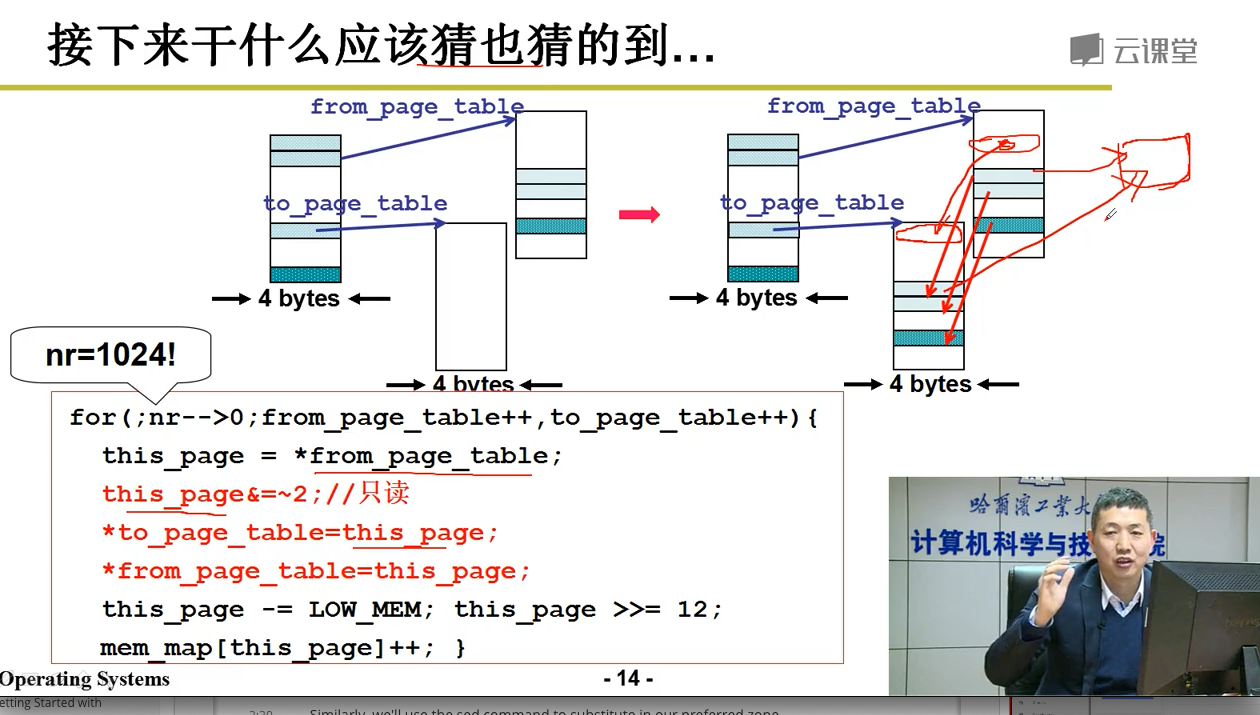 接下来干什么应该猜也猜的到…
云课堂
from_page_table
from_page_table
to_page_table
to_page_table
4 bytes
4 bytes
nr=1024!
4 bytes
4 bytes
for(;nr-->0;from_page_table++,to_page_table++){
this_page = *from_page_table;
this_page&=~2;//只读
*to_page_table=this_page;
*from_page_table=this_page;
this_page -= LOW_MEM; this_page >>= 12;
mem_map[this_page]++; }
哈尔滨工业大
计算机科学与技 院
Operating Systems
- 14 -
etting Started with
2:20
Similarly, we'll use the sed command to substitute in our preferred zone